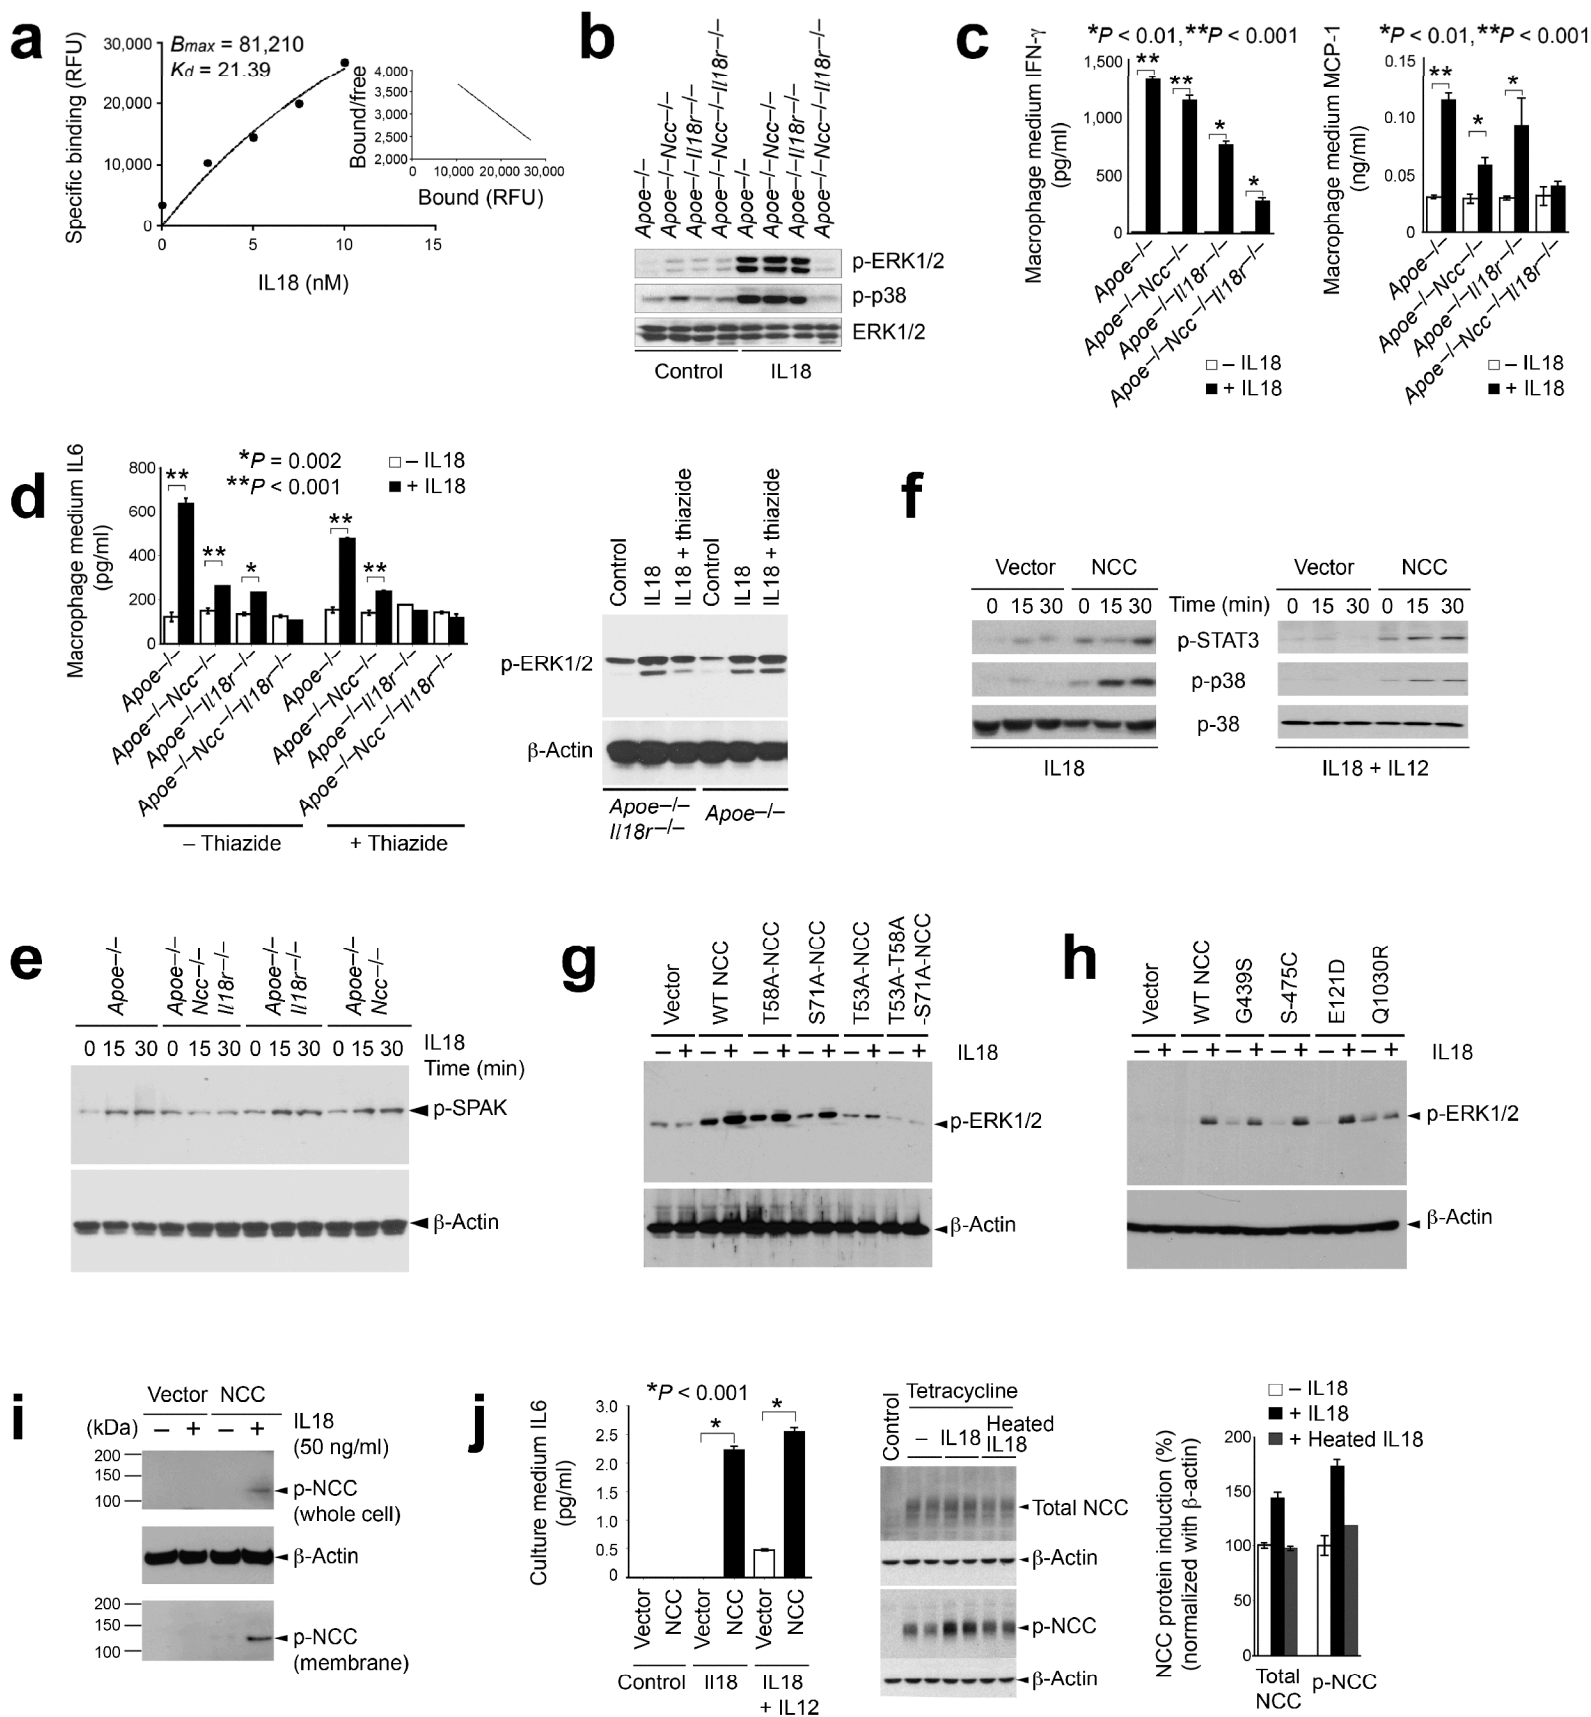 a
Specific binding (RFU)
30,000
20,000
10,000
0
Bmax = 81,210
Kd = 21.39
0 5 10 15
IL18 (nM)
Bound/free
4,000
3,500
3,000
2,500
2,000
0 10,000 20,000 30,000
Bound (RFU)
b
Apoe–/–
Apoe–/–Ncc–/–
Apoe–/–Il18r–/–
Apoe–/–Ncc–/–Il18r–/–
Apoe–/–
Apoe–/–Ncc–/–
Apoe–/–Il18r–/–
Apoe–/–Ncc–/–Il18r–/–
p-ERK1/2
p-p38
ERK1/2
Control IL18
c
*P < 0.01, **P < 0.001
Macrophage medium IFN-γ
(pg/ml)
1,500
1,000
500
0
** ** * *
Apoe–/–
Apoe–/–Ncc–/–
Apoe–/–Il18r–/–
Apoe–/–Ncc–/–Il18r–/–
– IL18
+ IL18
*P < 0.01, **P < 0.001
Macrophage medium MCP-1
(ng/ml)
0.15
0.10
0.05
0
** * *
Apoe–/–
Apoe–/–Ncc–/–
Apoe–/–Il18r–/–
Apoe–/–Ncc–/–Il18r–/–
– IL18
+ IL18
d
Macrophage medium IL6
(pg/ml)
800
600
400
200
0
*P = 0.002
**P < 0.001
– IL18
+ IL18
** ** * ** **
Apoe–/–
Apoe–/–Ncc–/–
Apoe–/–Il18r–/–
Apoe–/–Ncc–/–Il18r–/–
Apoe–/–
Apoe–/–Ncc–/–
Apoe–/–Il18r–/–
Apoe–/–Ncc–/–Il18r–/–
– Thiazide + Thiazide
Control
IL18
IL18 + thiazide
Control
IL18
IL18 + thiazide
p-ERK1/2
β-Actin
Apoe–/–
Il18r–/–
Apoe–/–
f
Vector NCC Vector NCC
0 15 30 0 15 30 Time (min) 0 15 30 0 15 30
p-STAT3
p-p38
p-38
IL18 IL18 + IL12
e
Apoe–/–
Apoe–/–
Ncc–/–
Il18r–/–
Apoe–/–
Il18r–/–
Apoe–/–
Ncc–/–
0 15 30 0 15 30 0 15 30 0 15 30 IL18
Time (min)
p-SPAK
β-Actin
g
Vector
WT NCC
T58A-NCC
S71A-NCC
T53A-NCC
T53A-T58A
-S71A-NCC
– + – + – + – + – + – + IL18
p-ERK1/2
β-Actin
h
Vector
WT NCC
G439S
S-475C
E121D
Q1030R
– + – + – + – + – + – + IL18
p-ERK1/2
β-Actin
i
Vector NCC
(kDa) – + – + IL18
(50 ng/ml)
200
150
100
p-NCC
(whole cell)
β-Actin
200
150
100
p-NCC
(membrane)
j
*P < 0.001
Culture medium IL6
(pg/ml)
3.0
2.5
2.0
1.5
1.0
0.5
0
* *
Vector
NCC
Vector
NCC
Vector
NCC
Control Il18 IL18
+ IL12
Tetracycline
Control
– IL18 Heated
IL18
Total NCC
β-Actin
p-NCC
β-Actin
– IL18
+ IL18
+ Heated IL18
NCC protein induction (%)
(normalized with β-actin)
200
150
100
50
0
Total
NCC
p-NCC